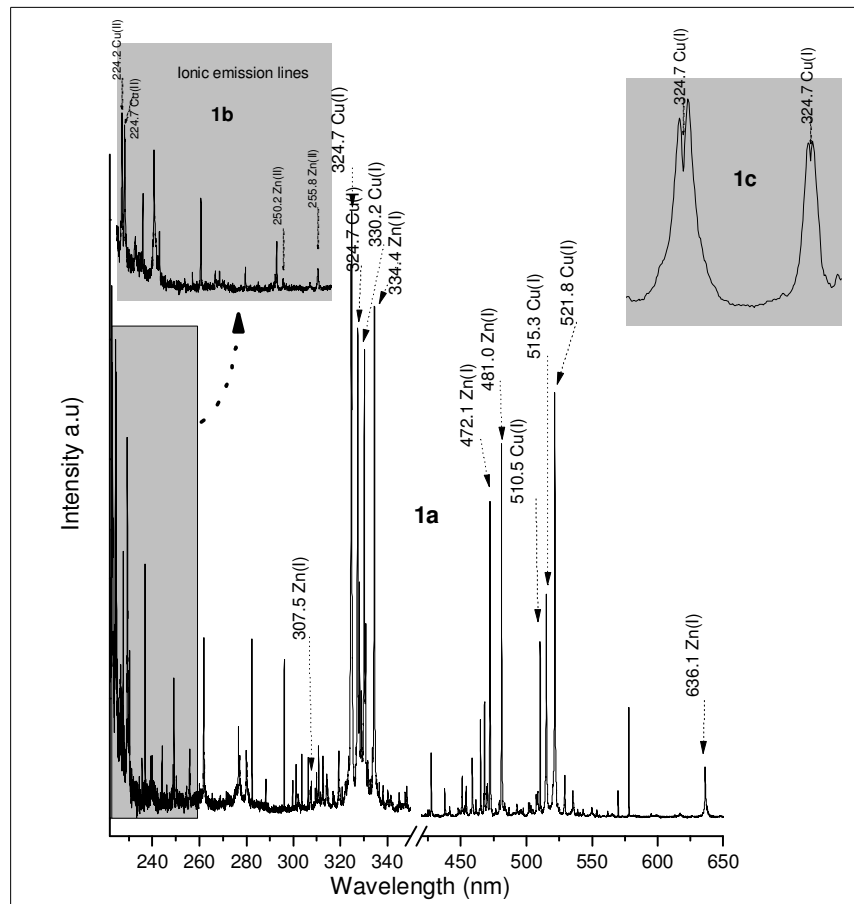 224.2 Cu(II)
224.7 Cu(II)
Ionic emission lines
1b
250.2 Zn(II)
255.8 Zn(II)
324.7 Cu(I)
324.7 Cu(I)
330.2 Cu(I)
334.4 Zn(I)
324.7 Cu(I)
324.7 Cu(I)
1c
472.1 Zn(I)
481.0 Zn(I)
510.5 Cu(I)
515.3 Cu(I)
521.8 Cu(I)
1a
307.5 Zn(I)
636.1 Zn(I)
Intensity a.u)
240 260 280 300 320 340 450 500 550 600 650
Wavelength (nm)